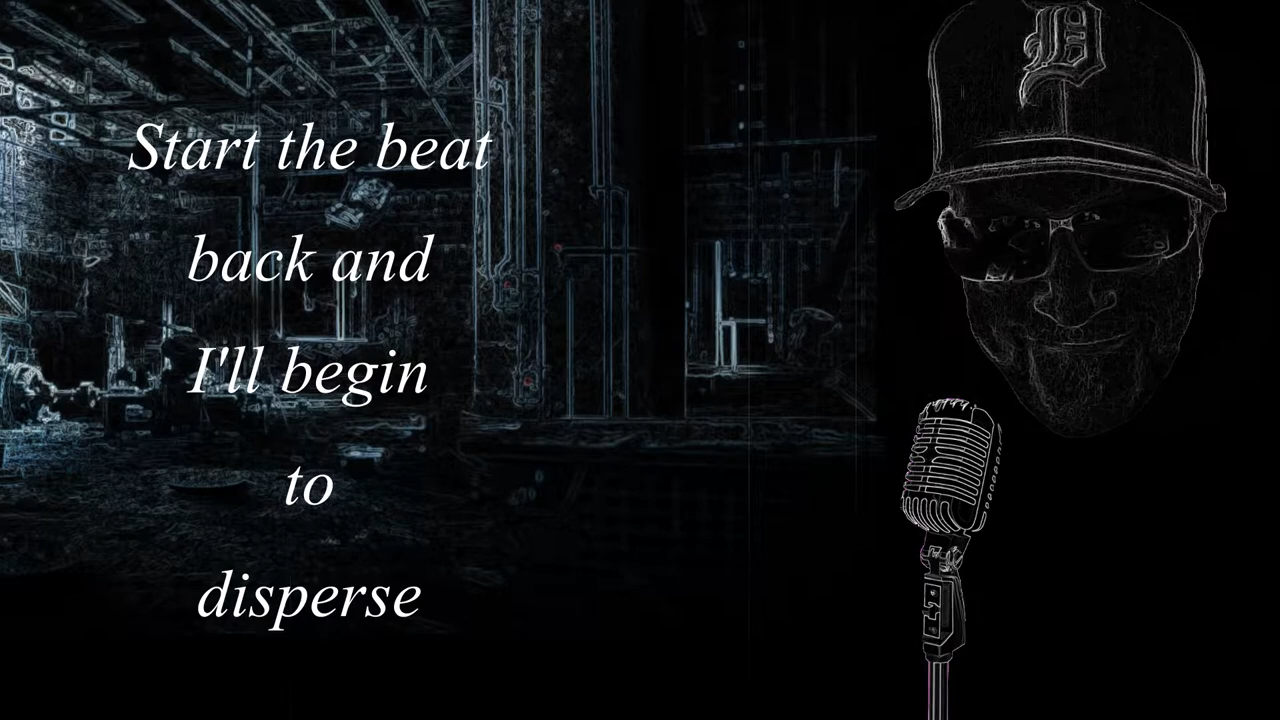 Start the beat
back and
I'll begin
to
disperse
D